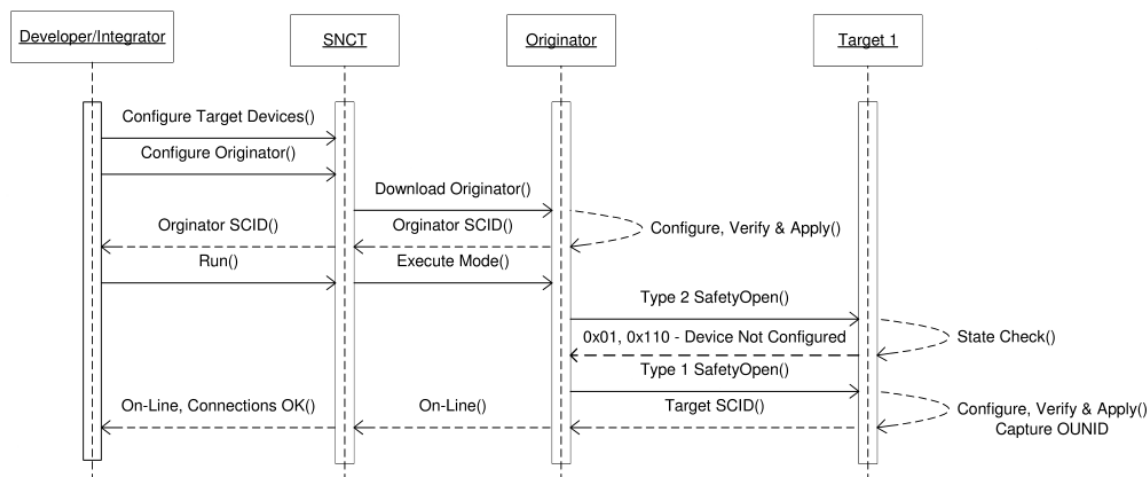 Developer/Integrator
SNCT
Originator
Target 1
Configure Target Devices()
Configure Originator()
Download Originator()
Orginator SCID()
Orginator SCID()
Configure, Verify & Apply()
Run()
Execute Mode()
Type 2 SafetyOpen()
0x01, 0x110 - Device Not Configured
State Check()
Type 1 SafetyOpen()
On-Line, Connections OK()
On-Line()
Target SCID()
Configure, Verify & Apply()
Capture OUNID